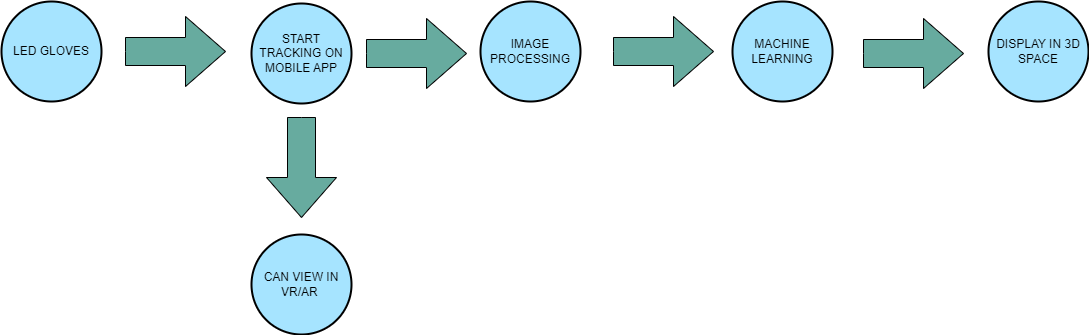 LED GLOVES
START
TRACKING ON
MOBILE APP
IMAGE
PROCESSING
MACHINE
LEARNING
DISPLAY IN 3D
SPACE
CAN VIEW IN
VR/AR